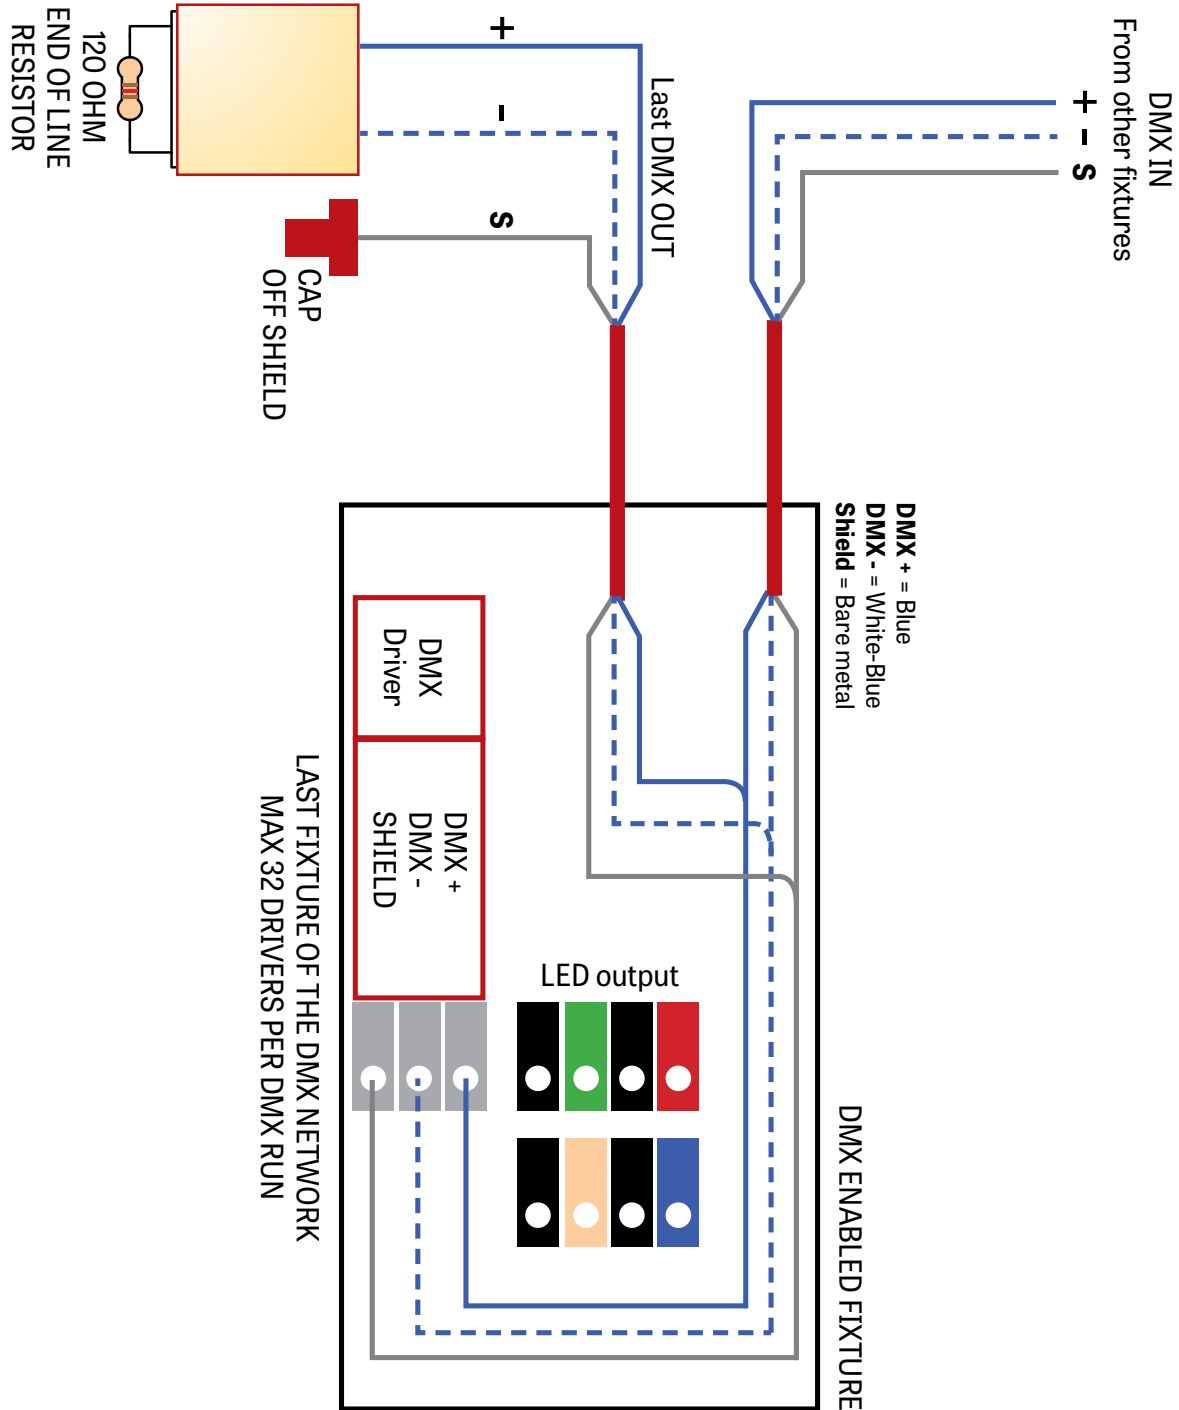 DMX IN
From other fixtures
+
-
S
Last DMX OUT
+
-
S
120 OHM
END OF LINE
RESISTOR
CAP
OFF SHIELD
DMX + = Blue
DMX - = White-Blue
Shield = Bare metal
DMX ENABLED FIXTURE
DMX
Driver
DMX +
DMX -
SHIELD
LED output
LAST FIXTURE OF THE DMX NETWORK
MAX 32 DRIVERS PER DMX RUN